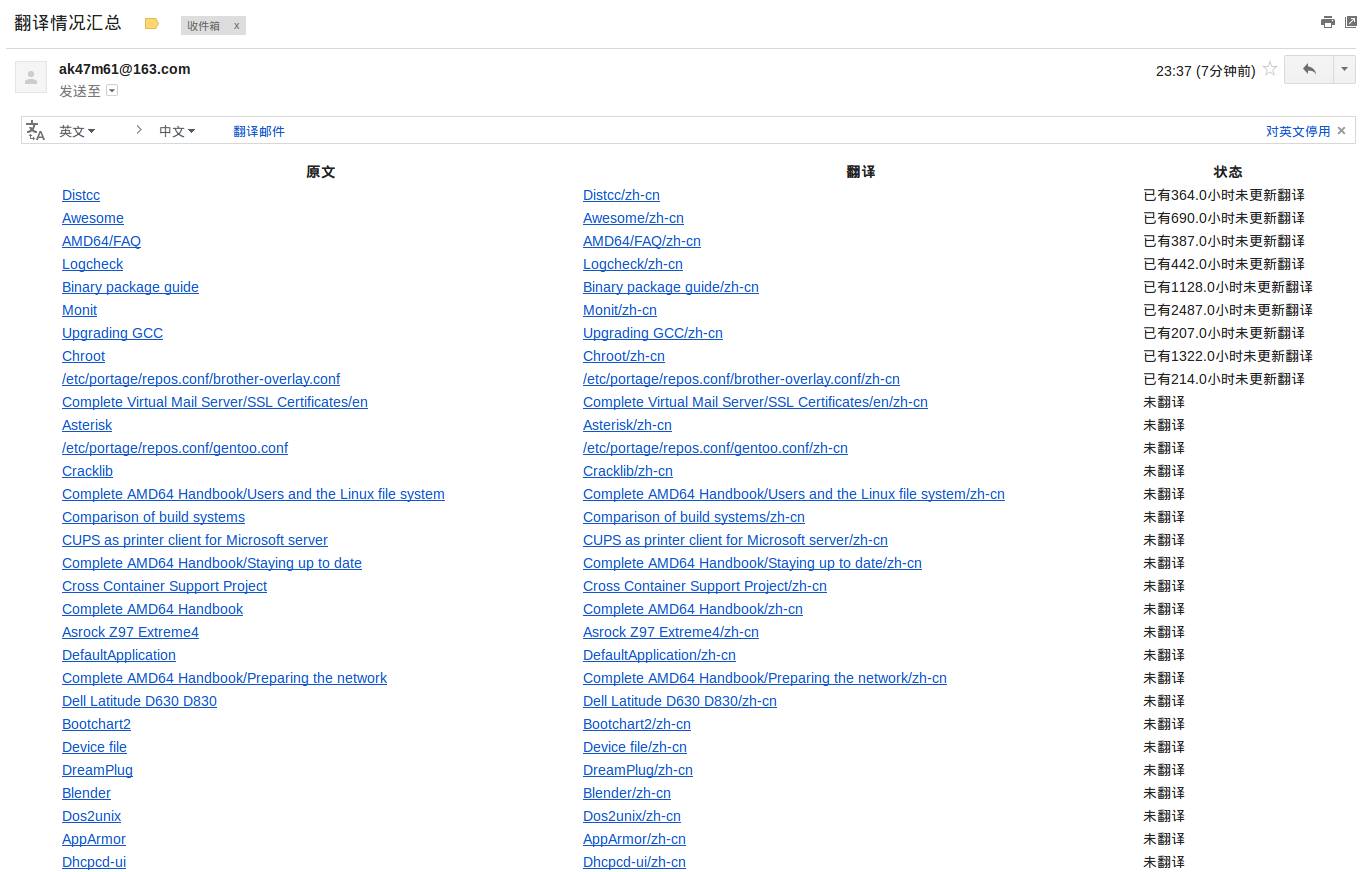 翻译情况汇总 收件箱 x
ak47m61@163.com 23:37 (7分钟前)
发送至
英文 中文 翻译邮件 对英文停用 ×
原文 翻译 状态
Distcc Distcc/zh-cn 已有364.0小时未更新翻译
Awesome Awesome/zh-cn 已有690.0小时未更新翻译
AMD64/FAQ AMD64/FAQ/zh-cn 已有387.0小时未更新翻译
Logcheck Logcheck/zh-cn 已有442.0小时未更新翻译
Binary package guide Binary package guide/zh-cn 已有1128.0小时未更新翻译
Monit Monit/zh-cn 已有2487.0小时未更新翻译
Upgrading GCC Upgrading GCC/zh-cn 已有207.0小时未更新翻译
Chroot Chroot/zh-cn 已有1322.0小时未更新翻译
/etc/portage/repos.conf/brother-overlay.conf /etc/portage/repos.conf/brother-overlay.conf/zh-cn 已有214.0小时未更新翻译
Complete Virtual Mail Server/SSL Certificates/en Complete Virtual Mail Server/SSL Certificates/en/zh-cn 未翻译
Asterisk Asterisk/zh-cn 未翻译
/etc/portage/repos.conf/gentoo.conf /etc/portage/repos.conf/gentoo.conf/zh-cn 未翻译
Cracklib Cracklib/zh-cn 未翻译
Complete AMD64 Handbook/Users and the Linux file system Complete AMD64 Handbook/Users and the Linux file system/zh-cn 未翻译
Comparison of build systems Comparison of build systems/zh-cn 未翻译
CUPS as printer client for Microsoft server CUPS as printer client for Microsoft server/zh-cn 未翻译
Complete AMD64 Handbook/Staying up to date Complete AMD64 Handbook/Staying up to date/zh-cn 未翻译
Cross Container Support Project Cross Container Support Project/zh-cn 未翻译
Complete AMD64 Handbook Complete AMD64 Handbook/zh-cn 未翻译
Asrock Z97 Extreme4 Asrock Z97 Extreme4/zh-cn 未翻译
DefaultApplication DefaultApplication/zh-cn 未翻译
Complete AMD64 Handbook/Preparing the network Complete AMD64 Handbook/Preparing the network/zh-cn 未翻译
Dell Latitude D630 D830 Dell Latitude D630 D830/zh-cn 未翻译
Bootchart2 Bootchart2/zh-cn 未翻译
Device file Device file/zh-cn 未翻译
DreamPlug DreamPlug/zh-cn 未翻译
Blender Blender/zh-cn 未翻译
Dos2unix Dos2unix/zh-cn 未翻译
AppArmor AppArmor/zh-cn 未翻译
Dhcpcd-ui Dhcpcd-ui/zh-cn 未翻译